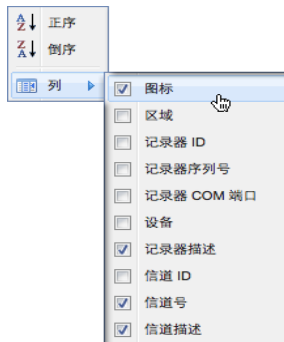 正序
倒序
列
图标
区域
记录器 ID
记录器序列号
记录器 COM 端口
设备
记录器描述
信道 ID
信道号
信道描述